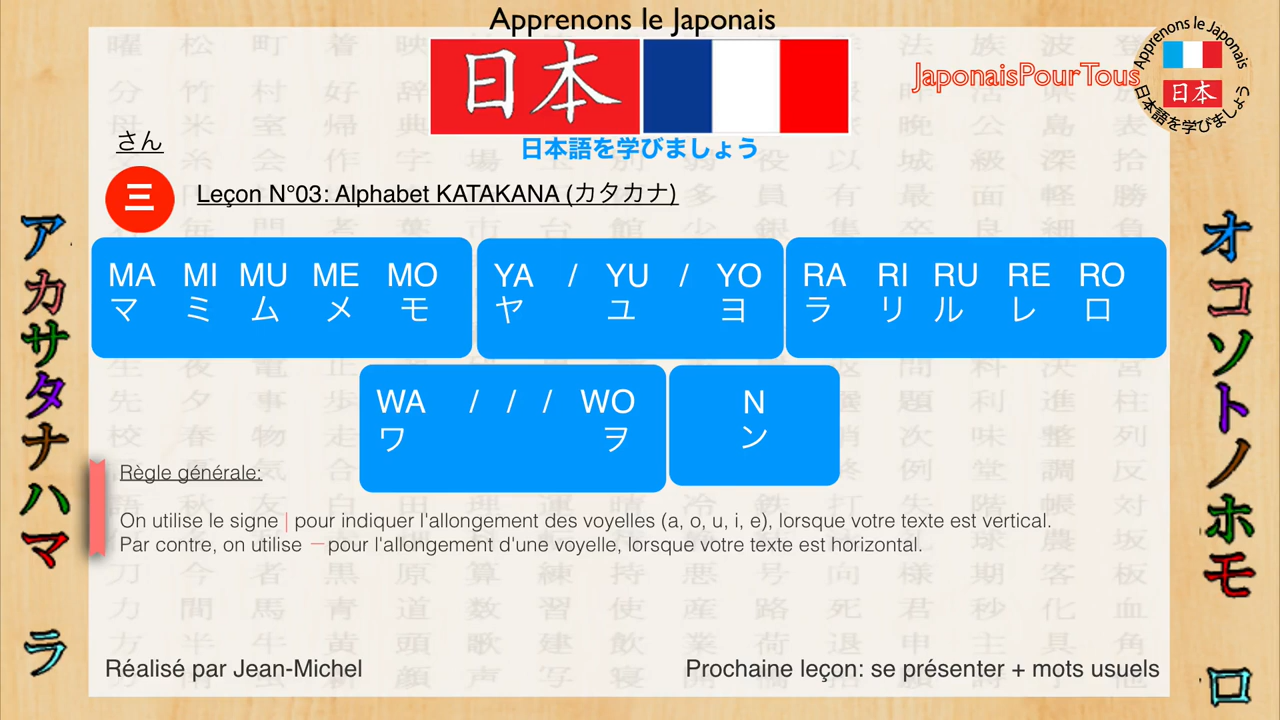 Apprenons le Japonais
日本
JaponaisPourTous
Apprenons le Japonais
日本
日本語を学びましょう
日本語を学びましょう
さん
三
Leçon N°03: Alphabet KATAKANA (カタカナ)
MA MI MU ME MO
マ ミ ム メ モ
YA / YU / YO
ヤ ユ ヨ
RA RI RU RE RO
ラ リ ル レ ロ
WA / / / WO
ワ ヲ
N
ン
Règle générale:
On utilise le signe | pour indiquer l'allongement des voyelles (a, o, u, i, e), lorsque votre texte est vertical.
Par contre, on utilise ー pour l'allongement d'une voyelle, lorsque votre texte est horizontal.
Réalisé par Jean-Michel
Prochaine leçon: se présenter + mots usuels
アカサタナハマ ラ
オコソトノホモ ロ